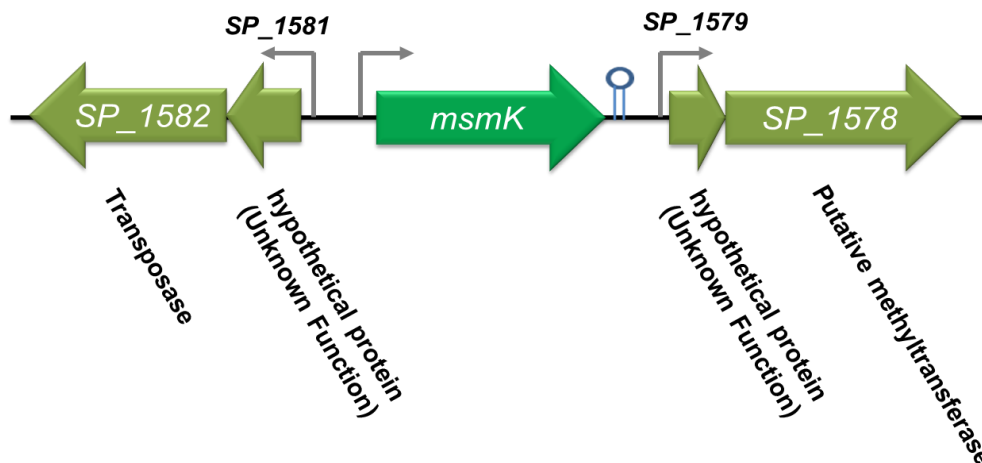 SP_1581
SP_1579
SP_1582
msmK
SP_1578
Transposase
hypothetical protein
(Unknown Function)
hypothetical protein
(Unknown Function)
Putative methyltransferase